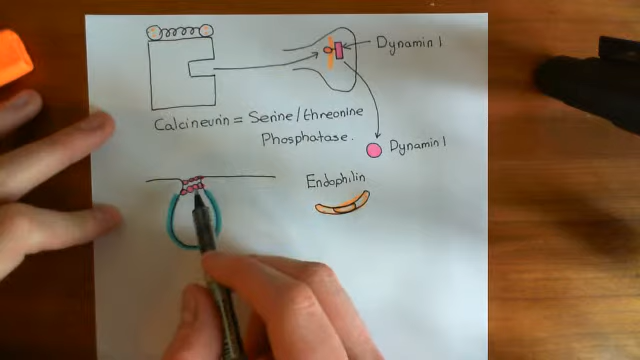 Dynamin 1
Calcineurin = Serine/threonine
Phosphatase.
Dynamin 1
Endophilin